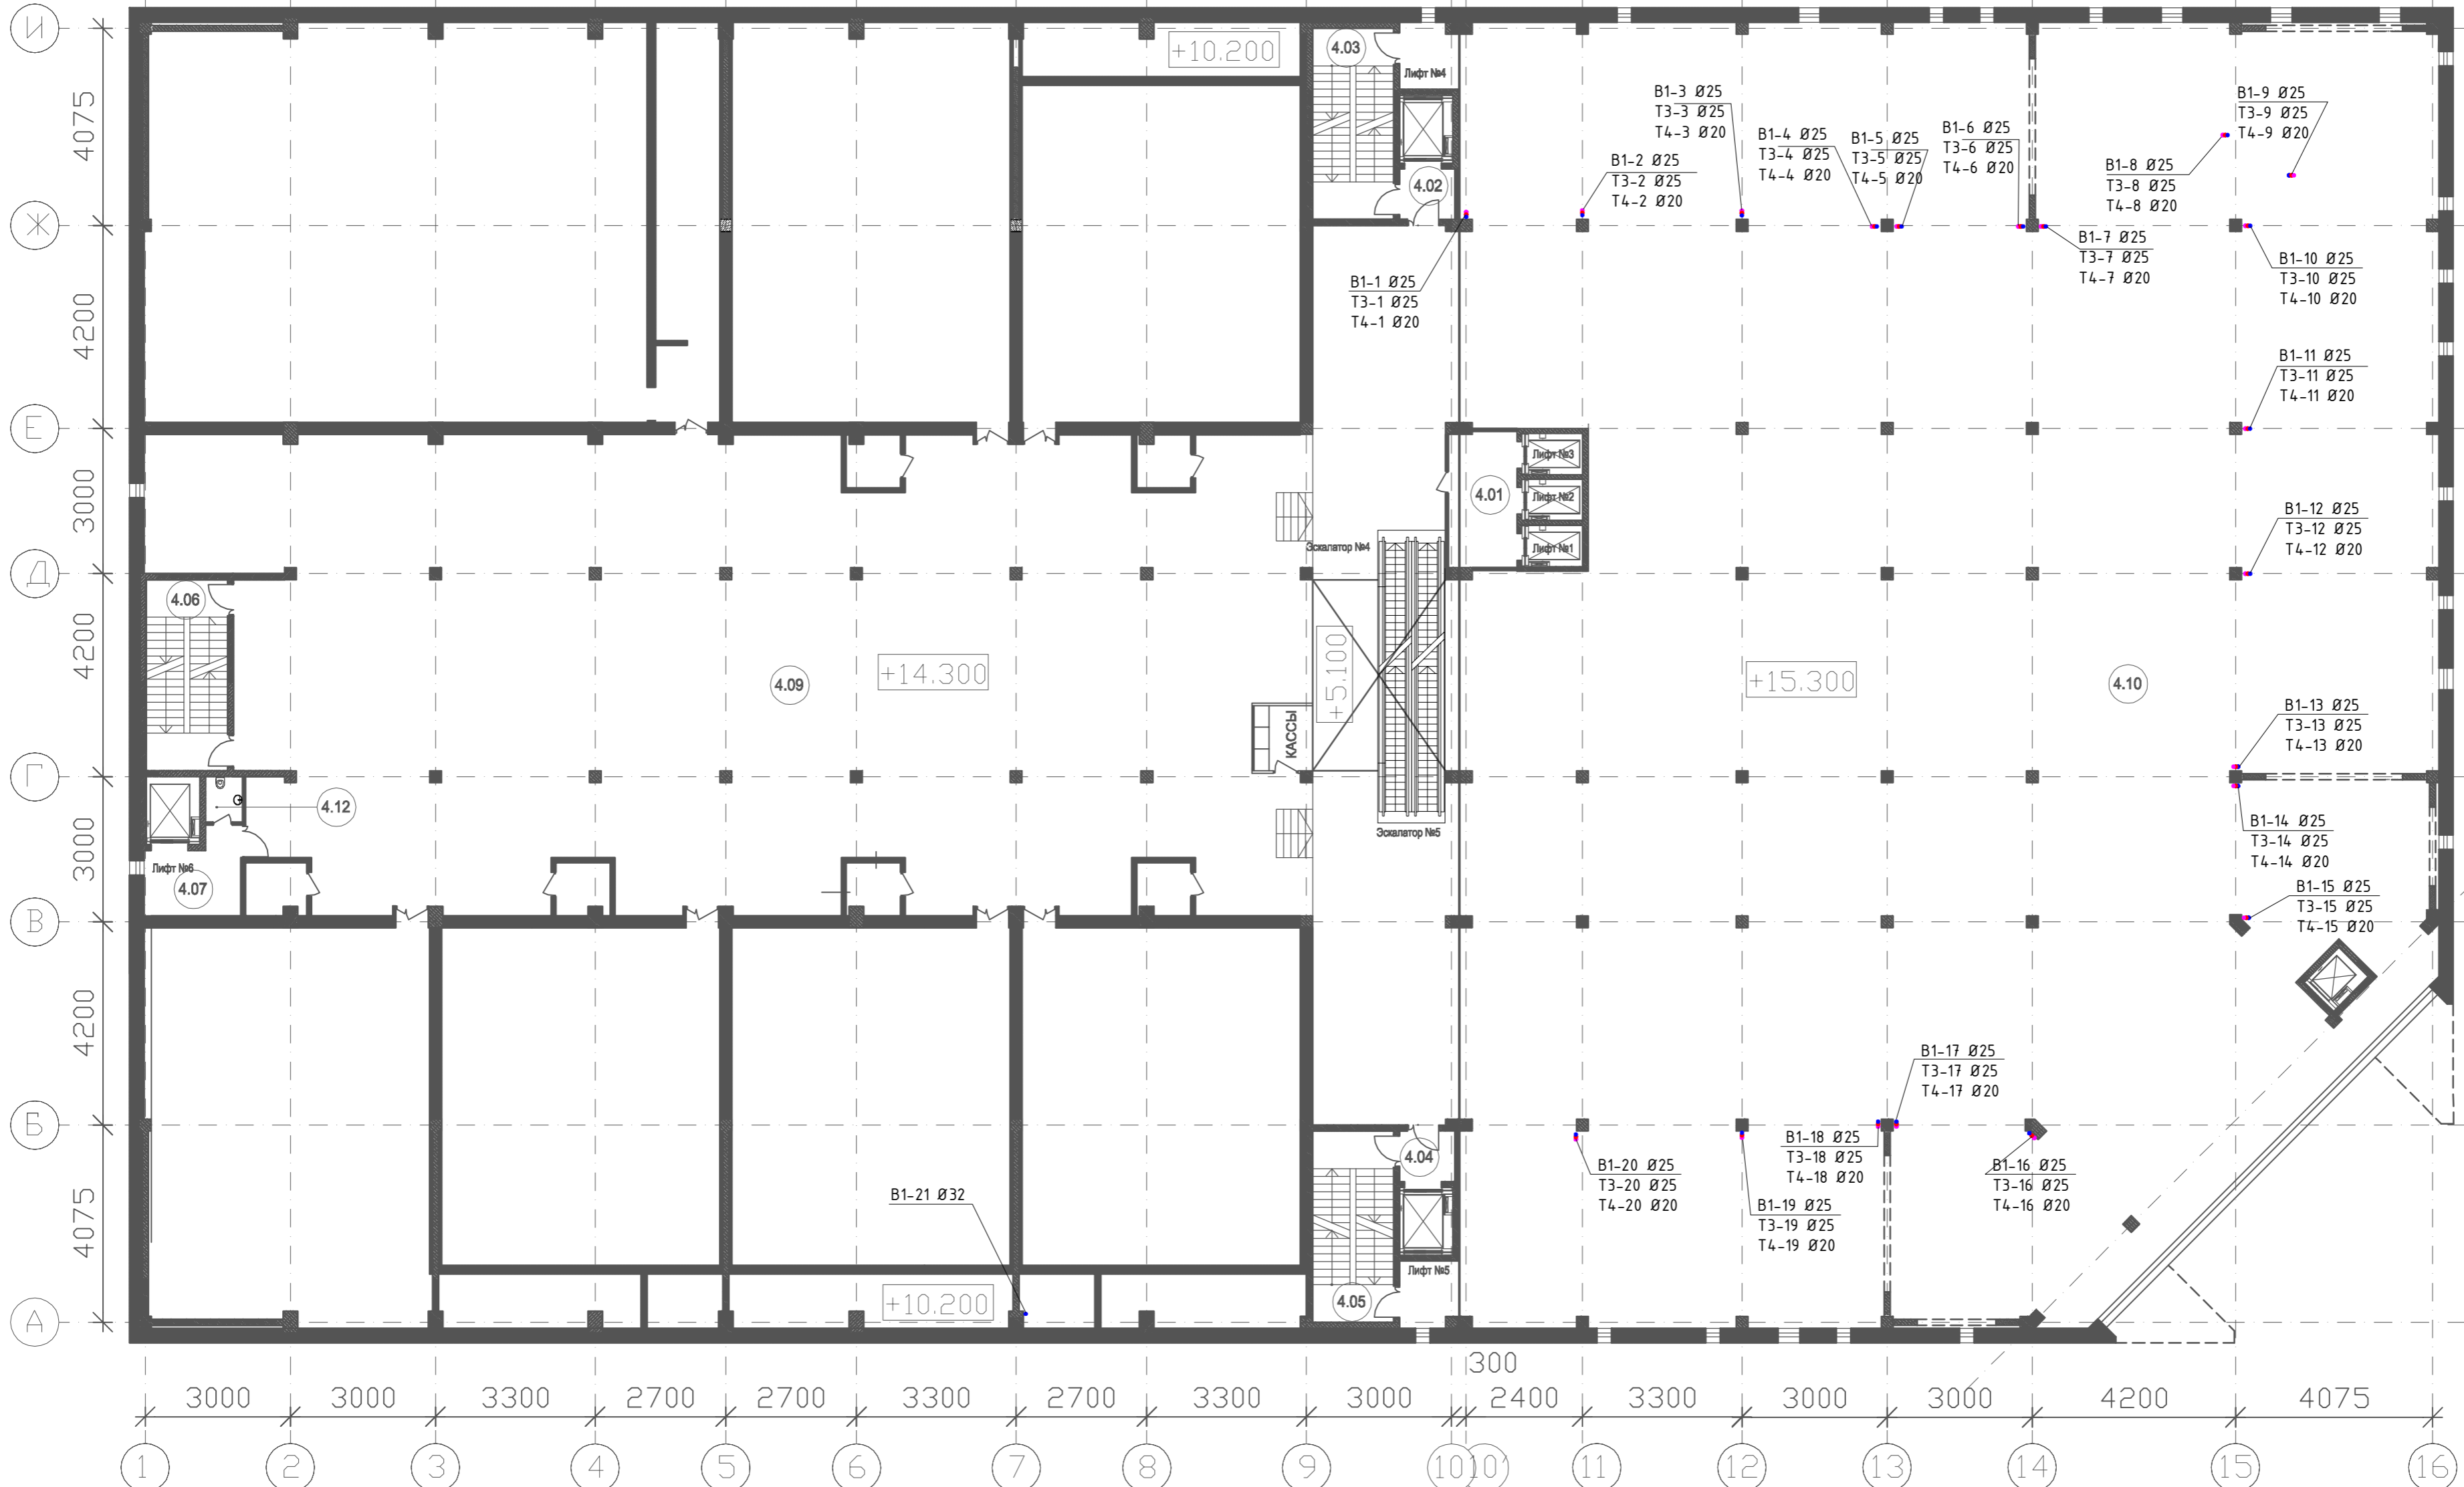 И
Ж
Е
Д
Г
В
Б
А
4075
4200
3000
4200
3000
4200
4075
+10.200
4.03
Лифт №4
4.02
В1-1 Ø25
Т3-1 Ø25
Т4-1 Ø20
В1-2 Ø25
Т3-2 Ø25
Т4-2 Ø20
В1-3 Ø25
Т3-3 Ø25
Т4-3 Ø20
В1-4 Ø25
Т3-4 Ø25
Т4-4 Ø20
В1-5 Ø25
Т3-5 Ø25
Т4-5 Ø20
В1-6 Ø25
Т3-6 Ø25
Т4-6 Ø20
В1-7 Ø25
Т3-7 Ø25
Т4-7 Ø20
В1-8 Ø25
Т3-8 Ø25
Т4-8 Ø20
В1-9 Ø25
Т3-9 Ø25
Т4-9 Ø20
В1-10 Ø25
Т3-10 Ø25
Т4-10 Ø20
В1-11 Ø25
Т3-11 Ø25
Т4-11 Ø20
4.01
Лифт №3
Лифт №2
Лифт №1
В1-12 Ø25
Т3-12 Ø25
Т4-12 Ø20
Эскалатор №4
4.06
4.09
+14.300
+5.100
КАССЫ
+15.300
4.10
В1-13 Ø25
Т3-13 Ø25
Т4-13 Ø20
4.12
Эскалатор №5
В1-14 Ø25
Т3-14 Ø25
Т4-14 Ø20
Лифт №6
4.07
В1-15 Ø25
Т3-15 Ø25
Т4-15 Ø20
В1-17 Ø25
Т3-17 Ø25
Т4-17 Ø20
4.04
В1-18 Ø25
Т3-18 Ø25
Т4-18 Ø20
В1-16 Ø25
Т3-16 Ø25
Т4-16 Ø20
В1-20 Ø25
Т3-20 Ø25
Т4-20 Ø20
В1-19 Ø25
Т3-19 Ø25
Т4-19 Ø20
В1-21 Ø32
Лифт №5
4.05
+10.200
300
3000 3000 3300 2700 2700 3300 2700 3300 3000 2400 3300 3000 3000 4200 4075
1 2 3 4 5 6 7 8 9 10 10' 11 12 13 14 15 16